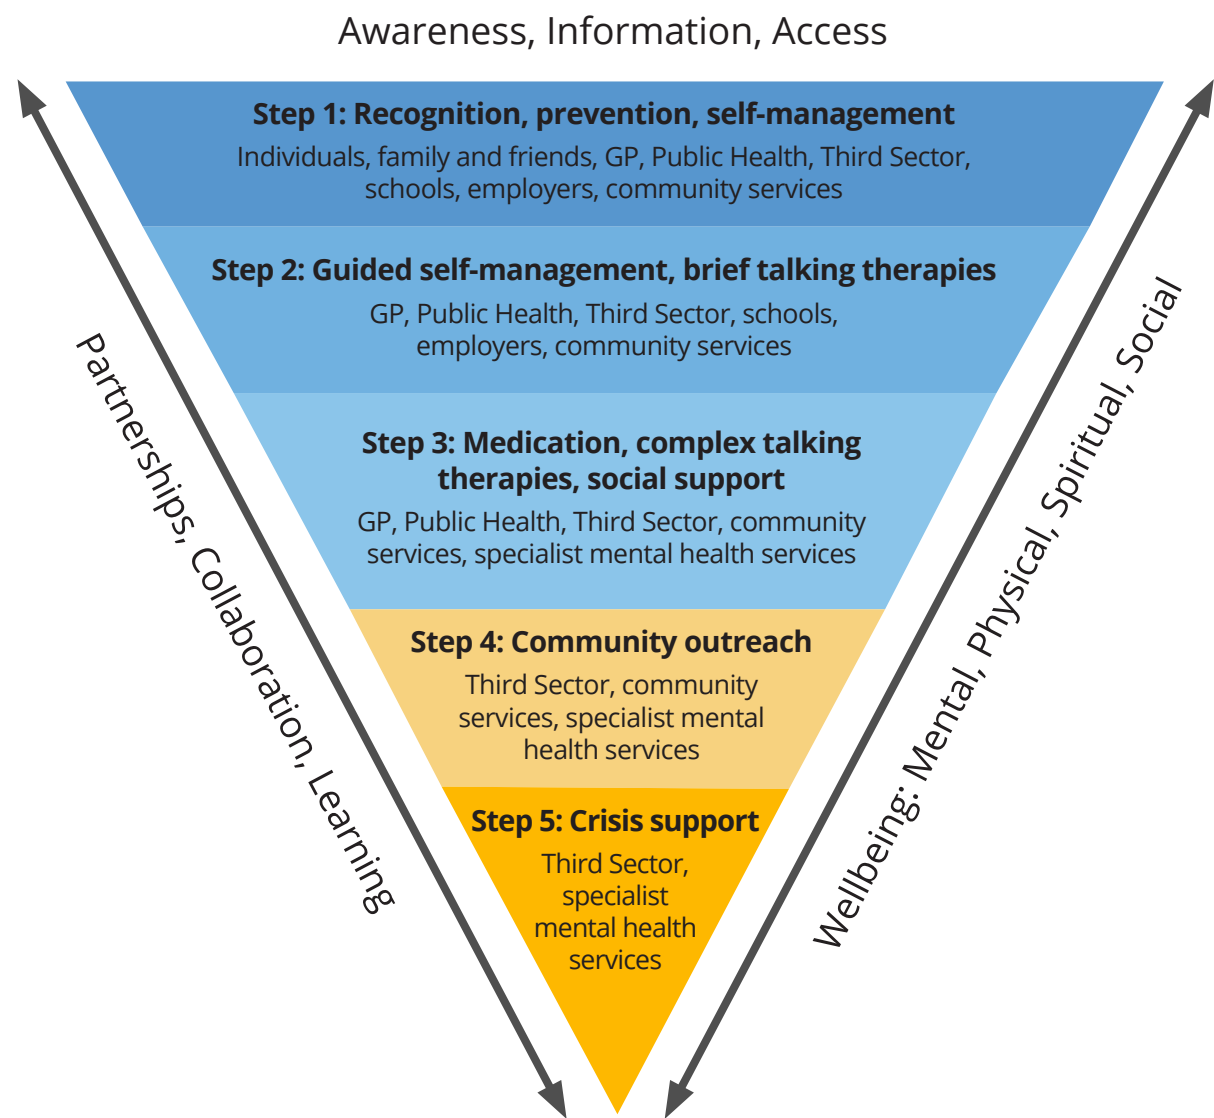 Awareness, Information, Access
Step 1: Recognition, prevention, self-management
Individuals, family and friends, GP, Public Health, Third Sector,
schools, employers, community services
Step 2: Guided self-management, brief talking therapies
GP, Public Health, Third Sector, schools,
employers, community services
Step 3: Medication, complex talking
therapies, social support
GP, Public Health, Third Sector, community
services, specialist mental health services
Step 4: Community outreach
Third Sector, community
services, specialist mental
health services
Step 5: Crisis support
Third Sector,
specialist
mental health
services
Partnerships, Collaboration, Learning
Wellbeing: Mental, Physical, Spiritual, Social